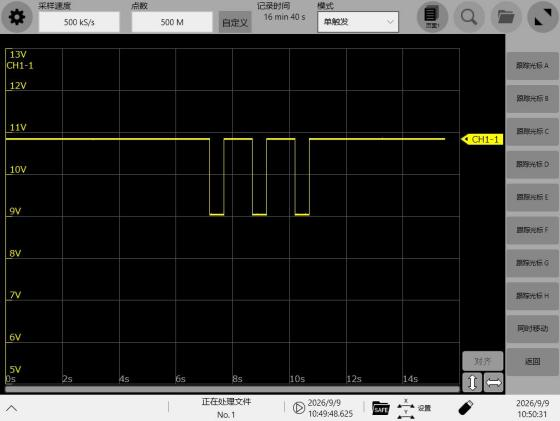 采样速度
点数
记录时间
模式
500 kS/s
500 M
自定义
16 min 40 s
单触发
13V
CH1-1
12V
11V
10V
9V
8V
7V
6V
5V
0s
2s
4s
6s
8s
10s
12s
14s
CH1-1
跟踪光标 A
跟踪光标 B
跟踪光标 C
跟踪光标 D
跟踪光标 E
跟踪光标 F
跟踪光标 G
跟踪光标 H
同时移动
返回
对齐
正在处理文件
No. 1
2026/9/9
10:49:48.625
SAFE
X
Y
设置
2026/9/9
10:50:31